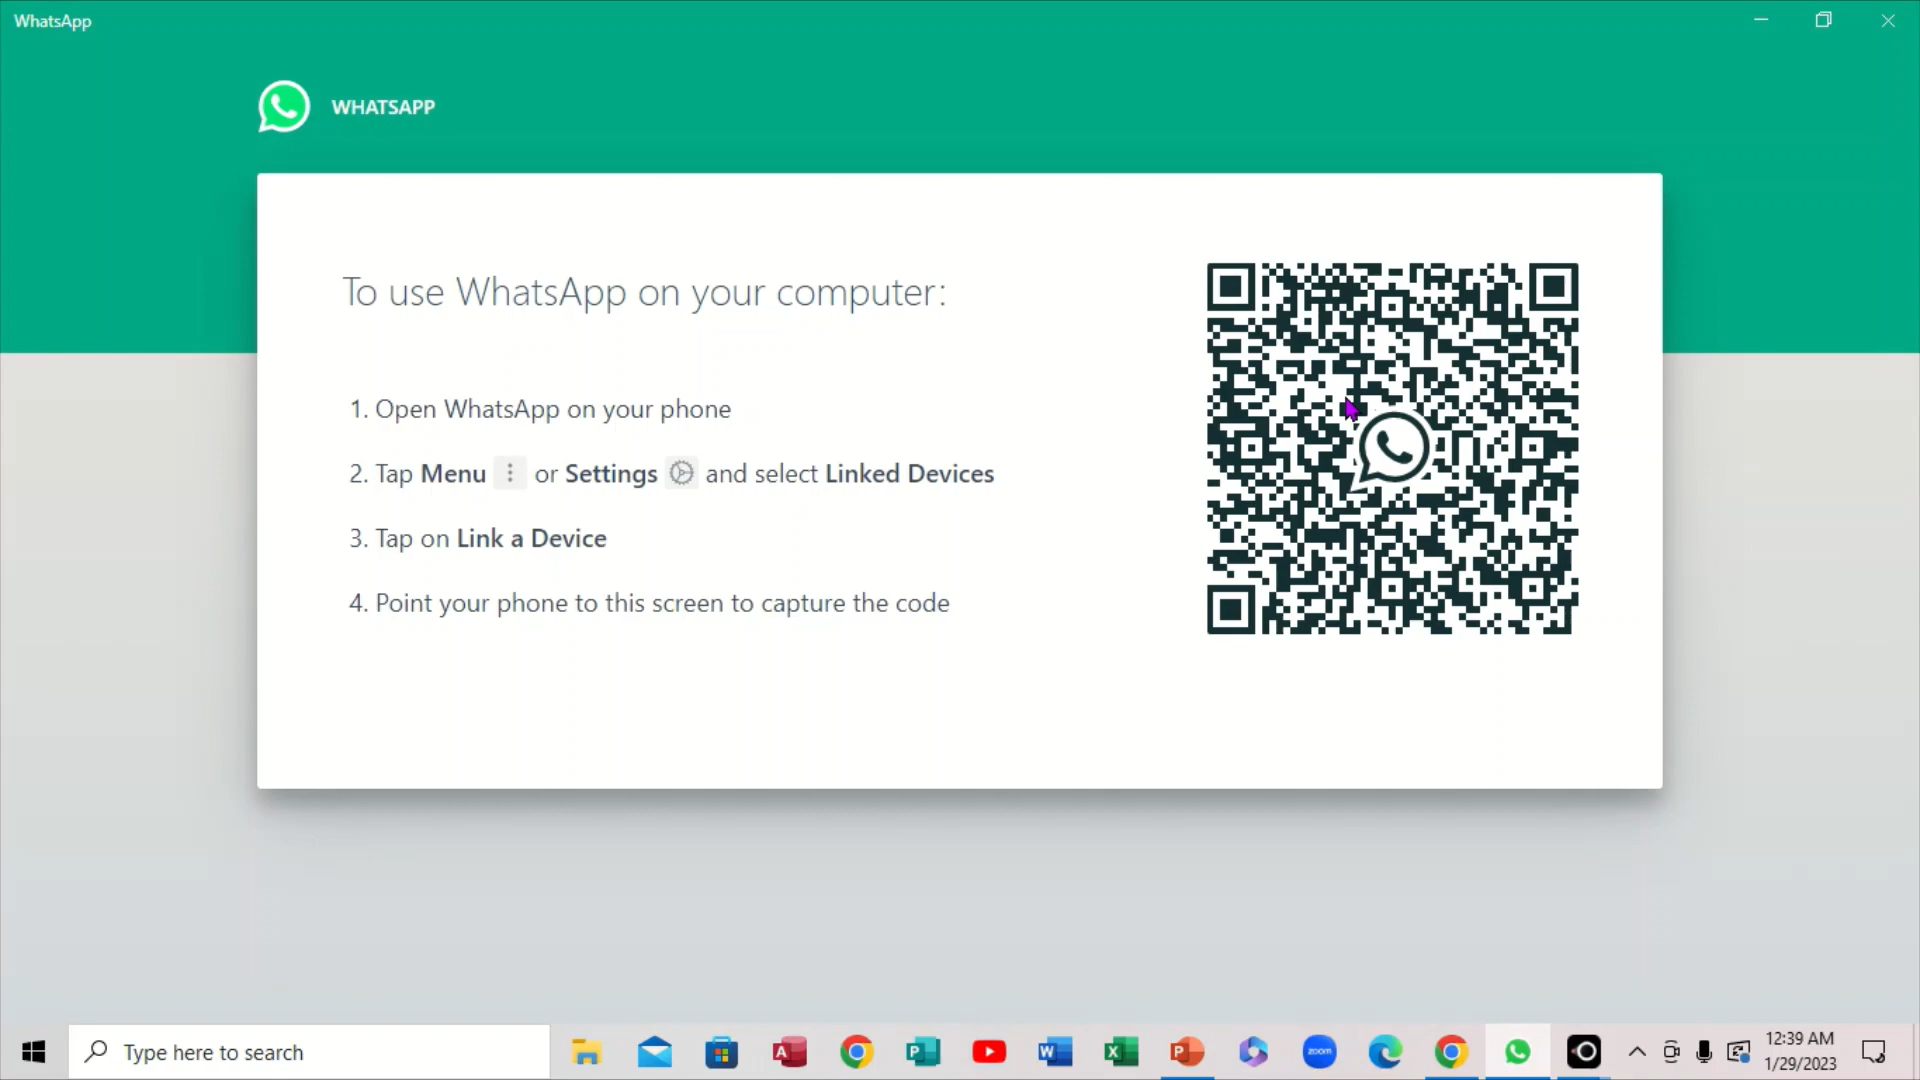 WhatsApp
WHATSAPP
To use WhatsApp on your computer:
1. Open WhatsApp on your phone
2. Tap Menu or Settings and select Linked Devices
3. Tap on Link a Device
4. Point your phone to this screen to capture the code
Type here to search
zoom
12:39 AM
1/29/2023